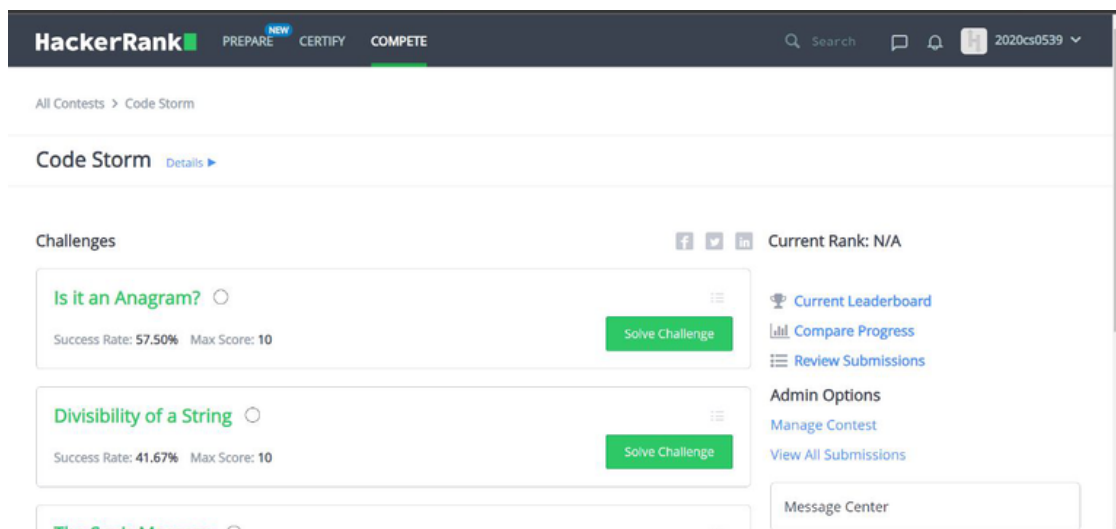 HackerRank PREPARE NEW CERTIFY COMPETE Search 2020cs0539
All Contests > Code Storm
Code Storm Details
Challenges
Is it an Anagram?
Success Rate: 57.50% Max Score: 10
Solve Challenge
Divisibility of a String
Success Rate: 41.67% Max Score: 10
Solve Challenge
Current Rank: N/A
Current Leaderboard
Compare Progress
Review Submissions
Admin Options
Manage Contest
View All Submissions
Message Center